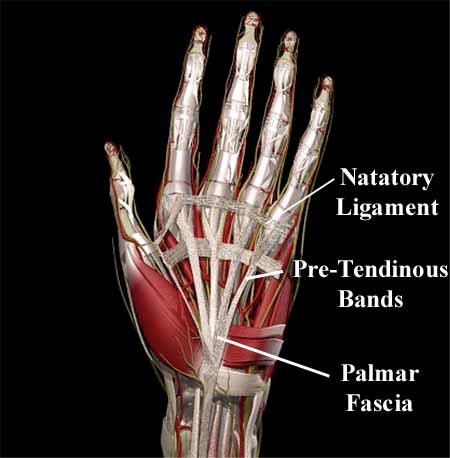 Natatory
Ligament
Pre-Tendinous
Bands
Palmar
Fascia